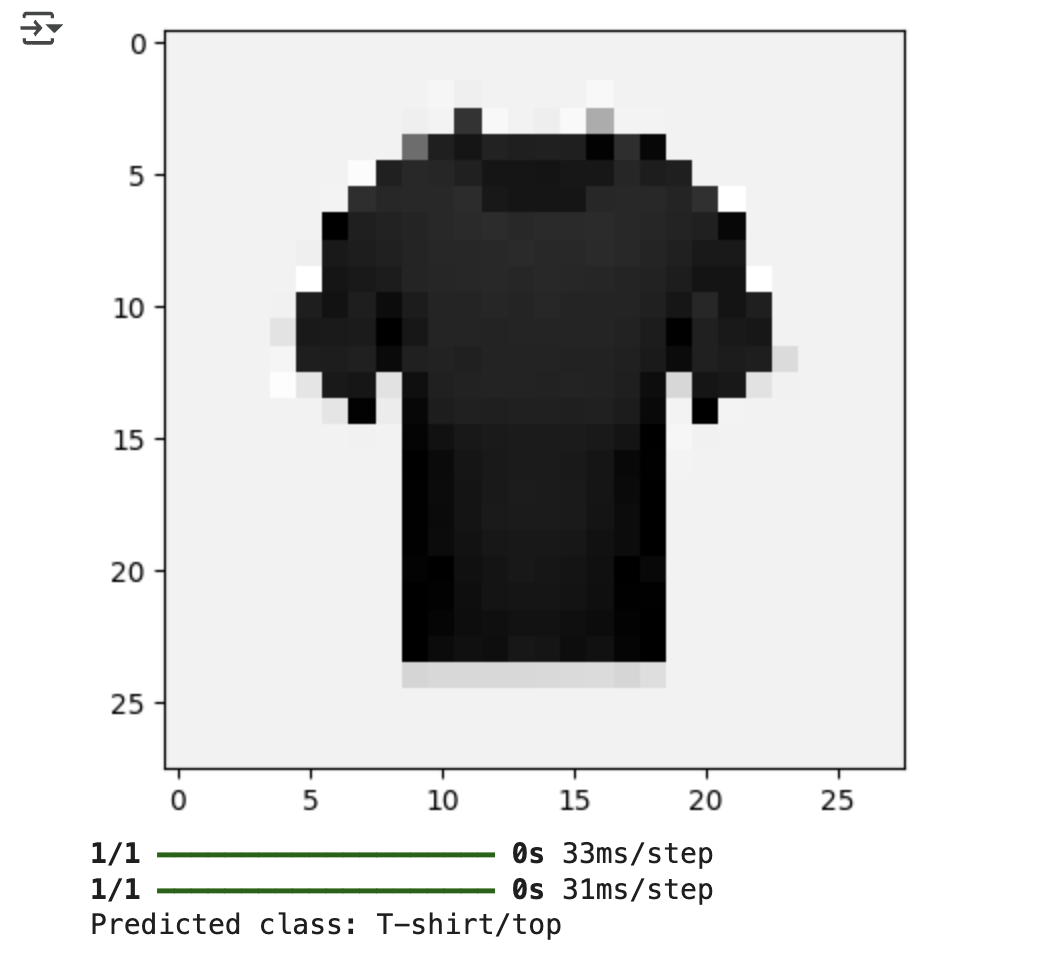 0
5
10
15
20
25
0 5 10 15 20 25
1/1 ━━━━━━━━━━━━━━━━━━━━ 0s 33ms/step
1/1 ━━━━━━━━━━━━━━━━━━━━ 0s 31ms/step
Predicted class: T-shirt/top